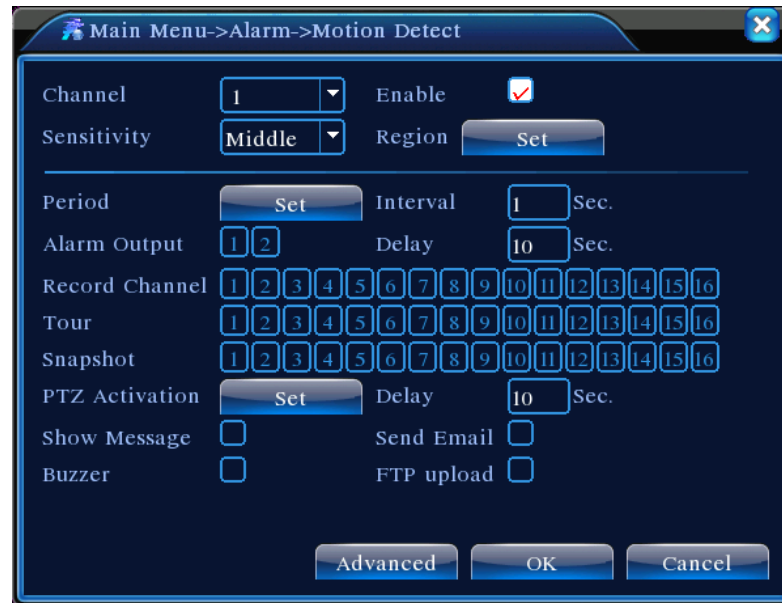 Main Menu->Alarm->Motion Detect
Channel 1 Enable
Sensitivity Middle Region Set
Period Set Interval 1 Sec.
Alarm Output 1 2 Delay 10 Sec.
Record Channel 1 2 3 4 5 6 7 8 9 10 11 12 13 14 15 16
Tour 1 2 3 4 5 6 7 8 9 10 11 12 13 14 15 16
Snapshot 1 2 3 4 5 6 7 8 9 10 11 12 13 14 15 16
PTZ Activation Set Delay 10 Sec.
Show Message Send Email
Buzzer FTP upload
Advanced OK Cancel